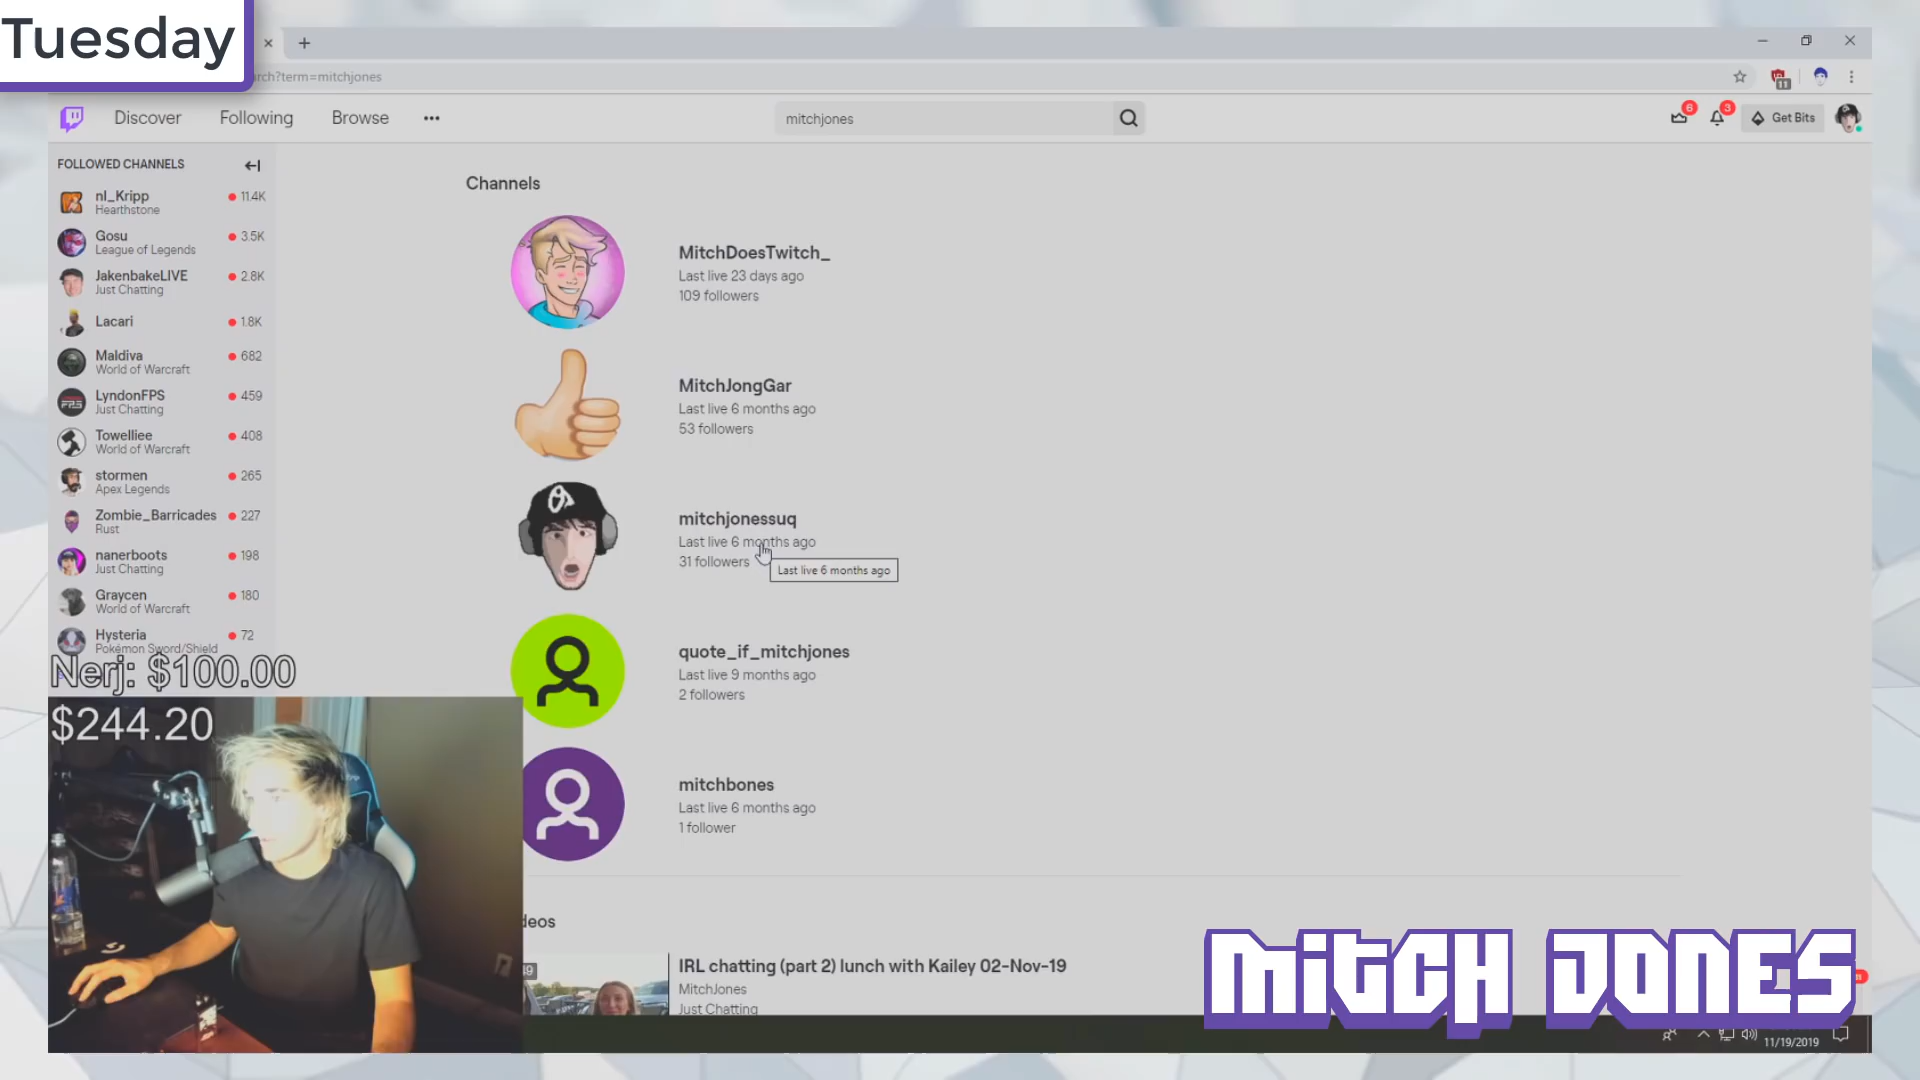 Tuesday
rch?term=mitchjones
11
Discover
Following
Browse
mitchjones
6
3
Get Bits
FOLLOWED CHANNELS
nl_Kripp
11.4K
Hearthstone
Gosu
3.5K
League of Legends
JakenbakeLIVE
2.8K
Just Chatting
Lacari
1.8K
Maldiva
682
World of Warcraft
LyndonFPS
459
Just Chatting
Towelliee
408
World of Warcraft
stormen
265
Apex Legends
Zombie_Barricades
227
Rust
nanerboots
198
Just Chatting
Graycen
180
World of Warcraft
Hysteria
72
Pokémon Sword/Shield
Nerj: $100.00
$244.20
Channels
MitchDoesTwitch_
Last live 23 days ago
109 followers
MitchJongGar
Last live 6 months ago
53 followers
mitchjonessuq
Last live 6 months ago
31 followers
Last live 6 months ago
quote_if_mitchjones
Last live 9 months ago
2 followers
mitchbones
Last live 6 months ago
1 follower
deos
49
IRL chatting (part 2) lunch with Kailey 02-Nov-19
MitchJones
Just Chatting
MITCH JONES
11/19/2019